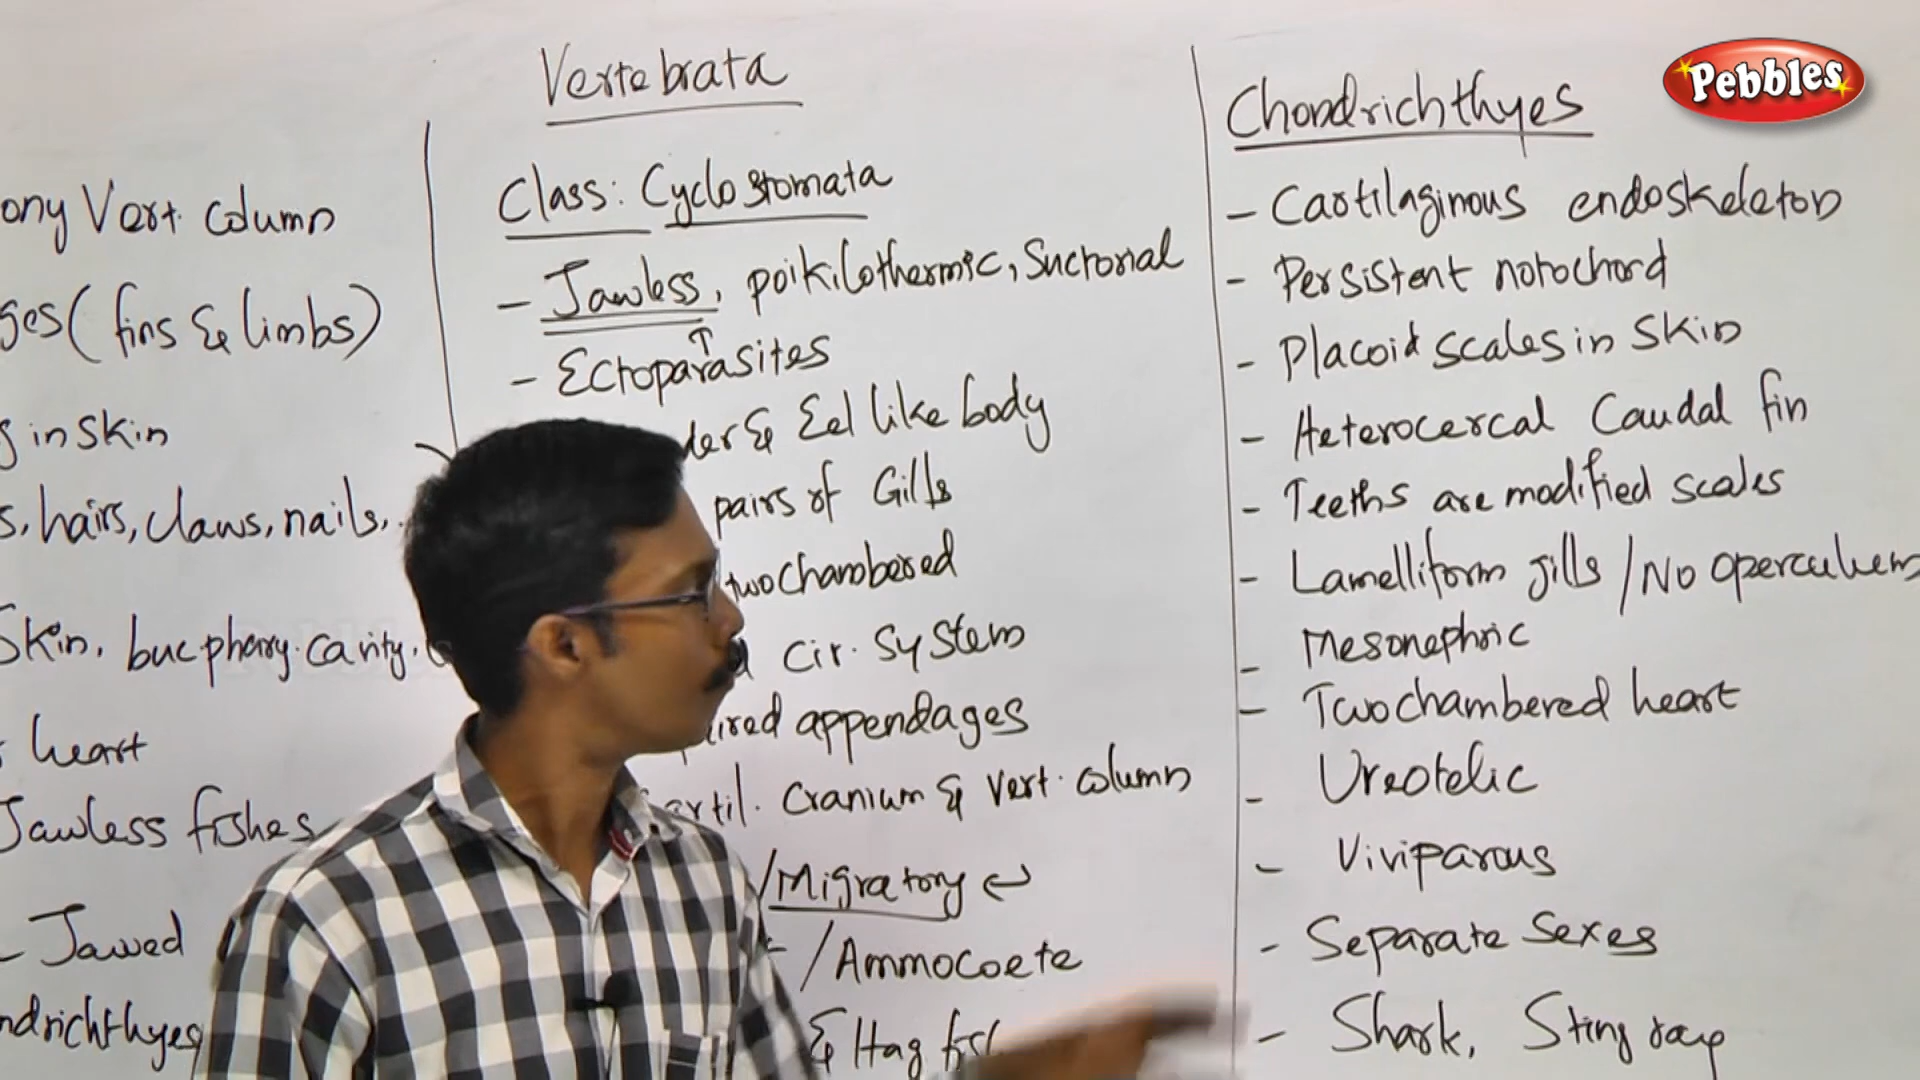 ony Vert. column
ges (fins & limbs)
g in skin
s, hairs, claws, nails,
Skin, buc phary. cavity.
heart
Jawless fishes
- Jawed
ndrichthyes
Vertebrata
Class: Cyclostomata
- Jawless, poikilothermic, Suctorial
- Ectoparasites
der & Eel like body
pairs of Gills
two chambered
cir. system
ired appendages
artil. cranium & vert. column
/Migratory
/Ammocoete
& Hag fis
Chondrichthyes
- Cartilaginous endoskeleton
- Persistent notochord
- Placoid scales in skin
- Heterocercal Caudal fin
- Teeths are modified scales
- Lamelliform gills / No operculum
- Mesonephric
- Two chambered heart
- Ureotelic
- Viviparous
- Separate sexes
- Shark, Sting ray
Pebbles